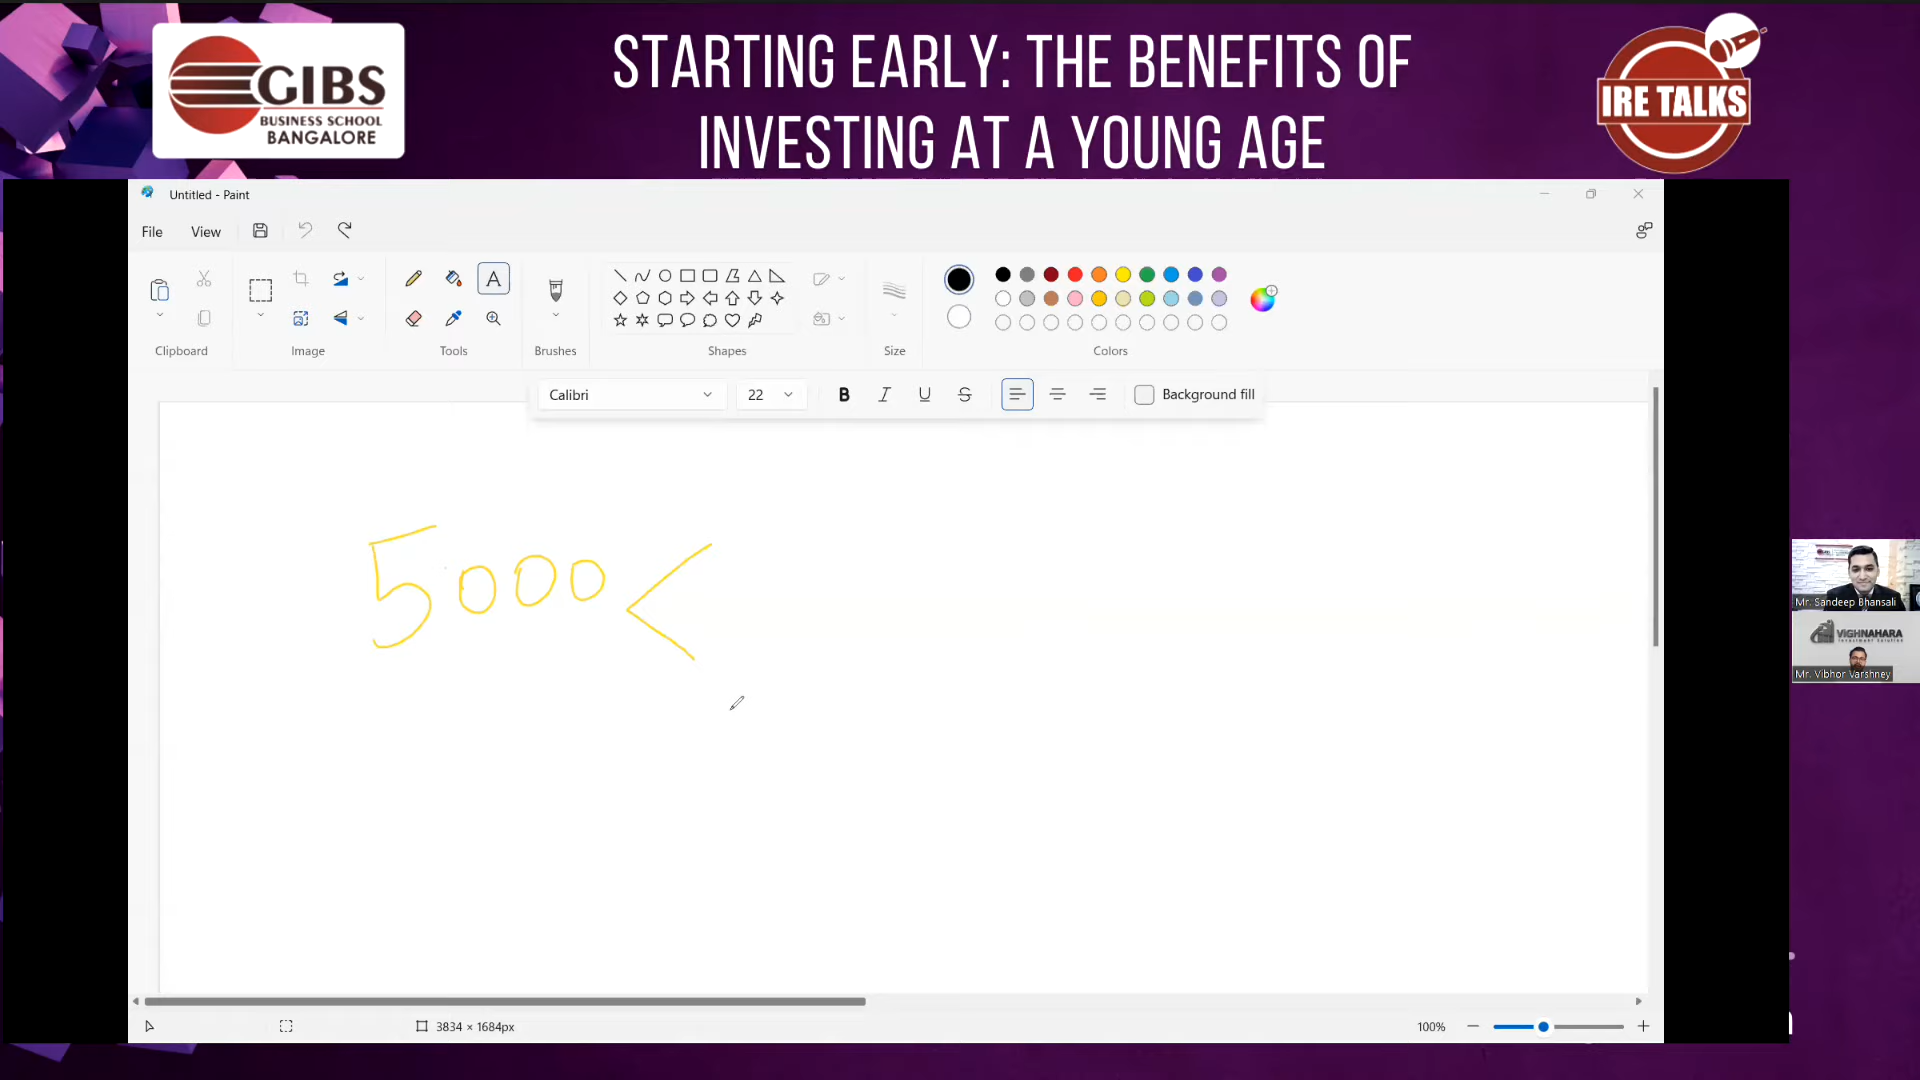 GIBS
BUSINESS SCHOOL
BANGALORE
STARTING EARLY: THE BENEFITS OF
INVESTING AT A YOUNG AGE
IRE TALKS
Untitled - Paint
File View
Clipboard Image Tools Brushes Shapes Size Colors
Calibri 22 B I U S Background fill
5000 <
Mr. Sandeep Bhansali
VIGHNAHARA
Investment Solution
Mr. Vibhor Varshney
3834 × 1684px 100%